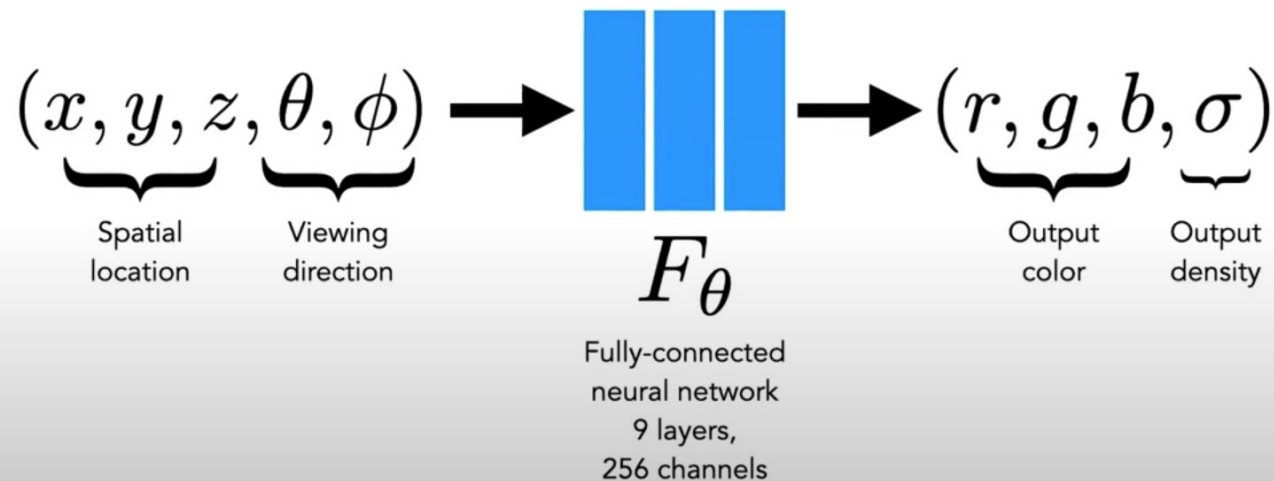 (x, y, z, θ, ϕ)
(r, g, b, σ)
Spatial
location
Viewing
direction
Output
color
Output
density
F_θ
Fully-connected
neural network
9 layers,
256 channels